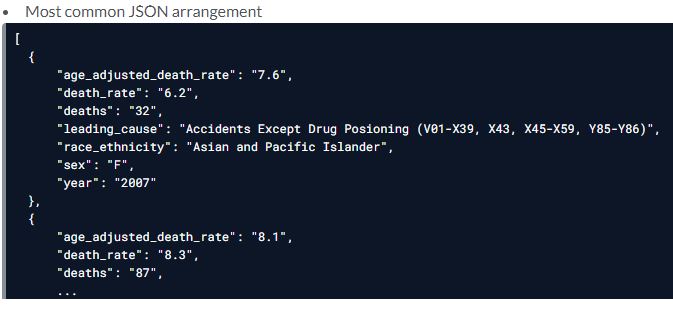 • Most common JSON arrangement
[
  {
    "age_adjusted_death_rate": "7.6",
    "death_rate": "6.2",
    "deaths": "32",
    "leading_cause": "Accidents Except Drug Posioning (V01-X39, X43, X45-X59, Y85-Y86)",
    "race_ethnicity": "Asian and Pacific Islander",
    "sex": "F",
    "year": "2007"
  },
  {
    "age_adjusted_death_rate": "8.1",
    "death_rate": "8.3",
    "deaths": "87",
    ...